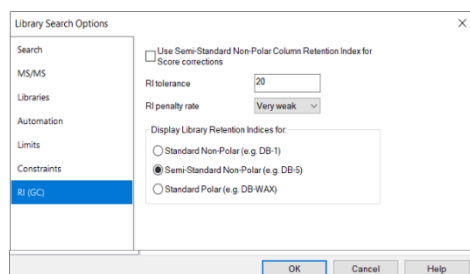 Library Search Options
Search
MS/MS
Libraries
Automation
Limits
Constraints
RI (GC)
Use Semi-Standard Non-Polar Column Retention Index for
Score corrections
RI tolerance
20
RI penalty rate
Very weak
Display Library Retention Indices for:
Standard Non-Polar (e.g. DB-1)
Semi-Standard Non-Polar (e.g. DB-5)
Standard Polar (e.g. DB-WAX)
OK
Cancel
Help